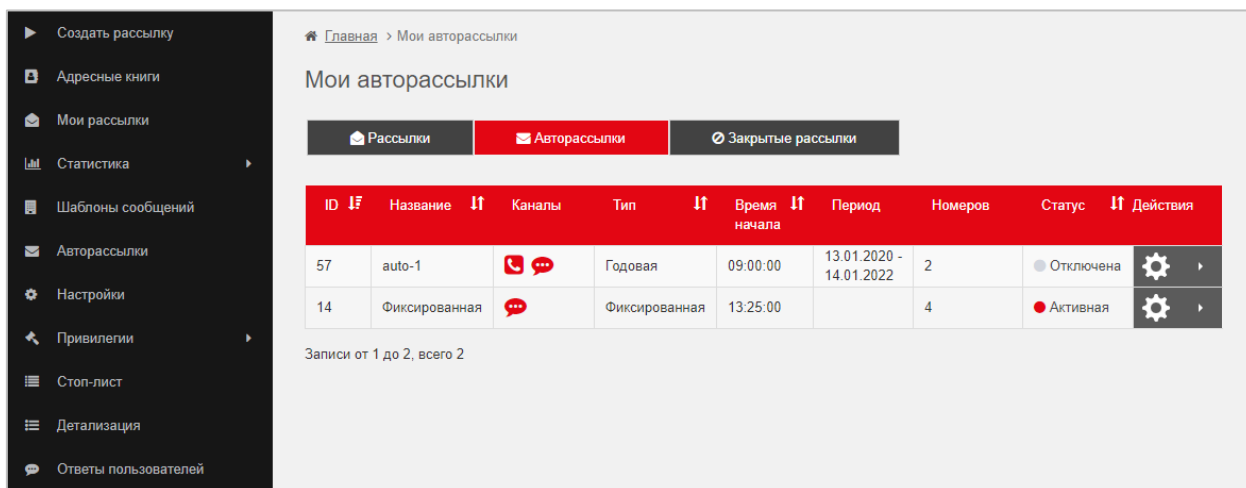 Создать рассылку
Адресные книги
Мои рассылки
Статистика
Шаблоны сообщений
Авторассылки
Настройки
Привилегии
Стоп-лист
Детализация
Ответы пользователей
Главная > Мои авторассылки
Мои авторассылки
Рассылки Авторассылки Закрытые рассылки
ID Название Каналы Тип Время начала Период Номеров Статус Действия
57 auto-1 Годовая 09:00:00 13.01.2020 - 14.01.2022 2 Отключена
14 Фиксированная Фиксированная 13:25:00 4 Активная
Записи от 1 до 2, всего 2